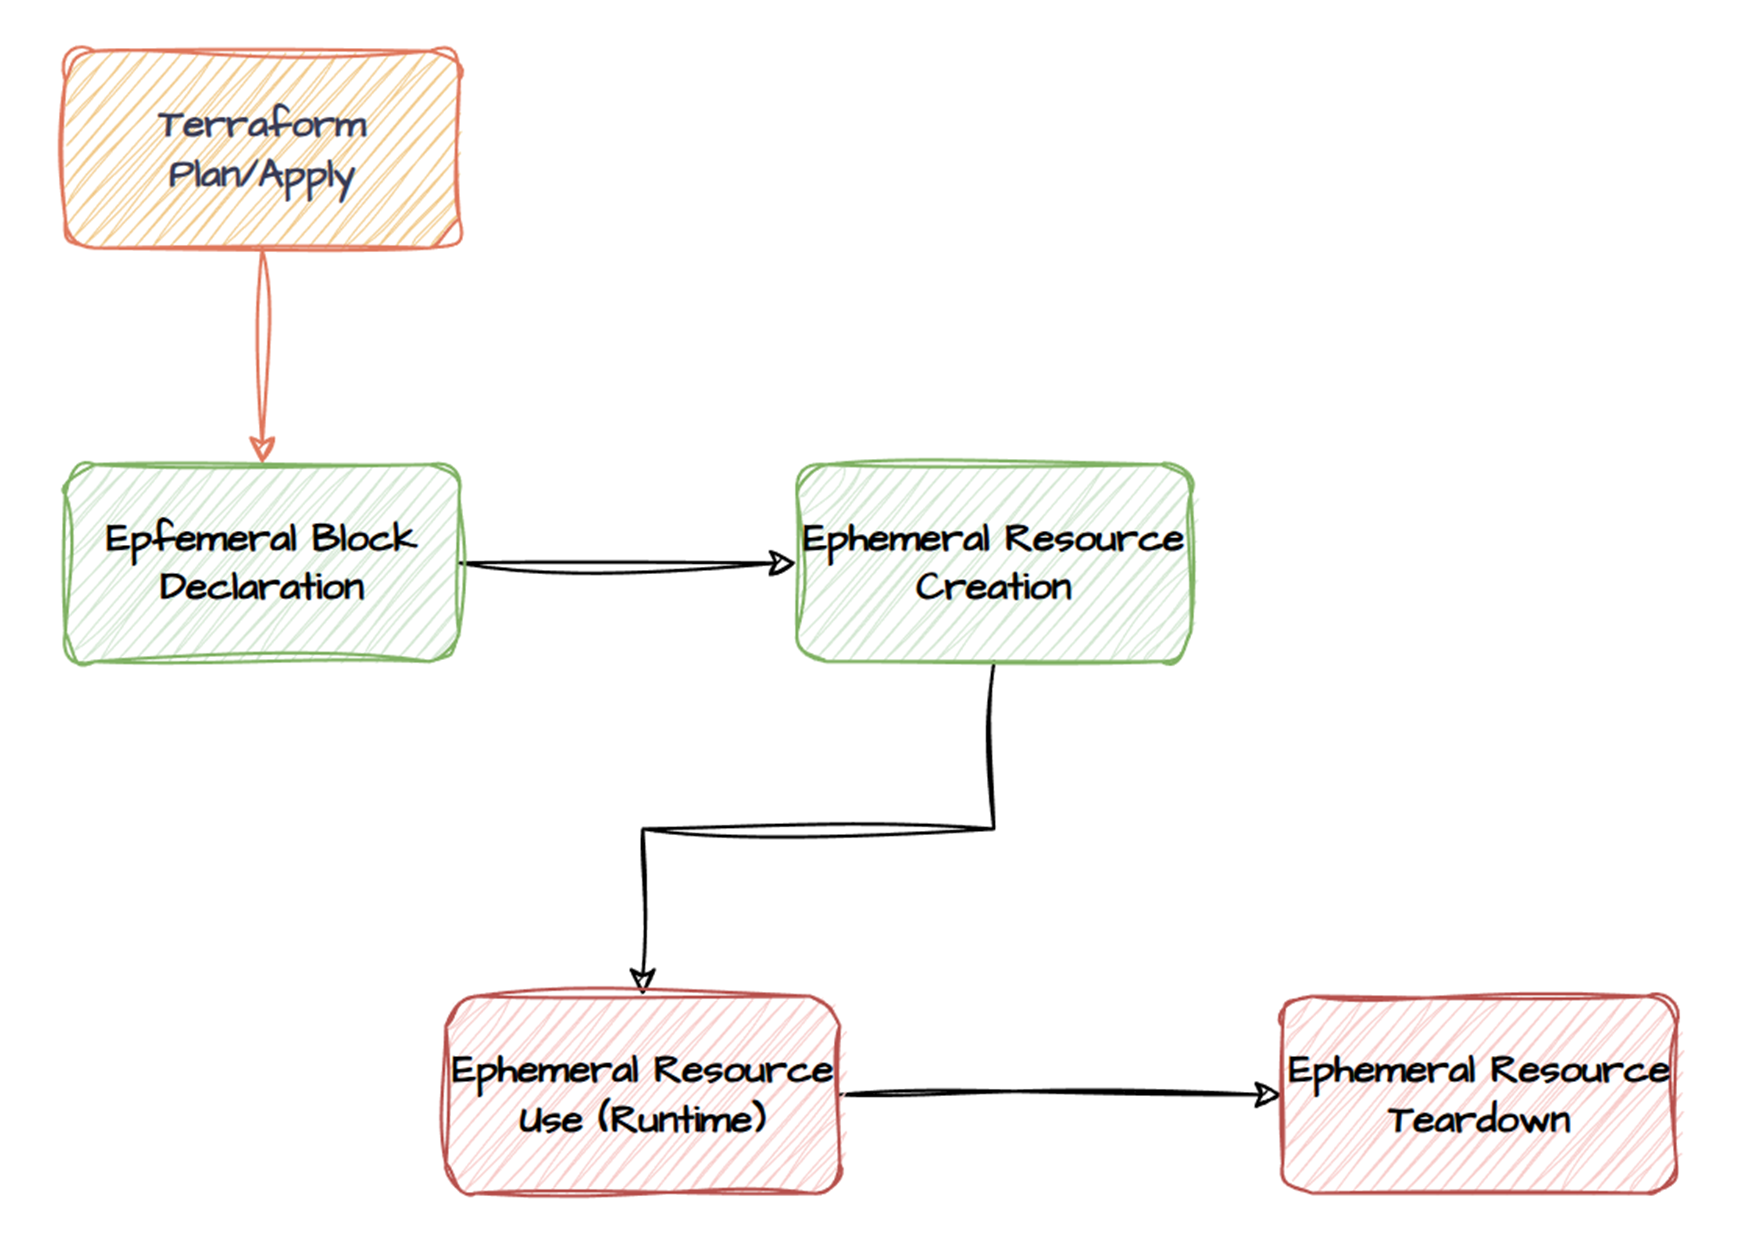 Terraform
Plan/Apply
Epfemeral Block
Declaration
Ephemeral Resource
Creation
Ephemeral Resource
Use (Runtime)
Ephemeral Resource
Teardown